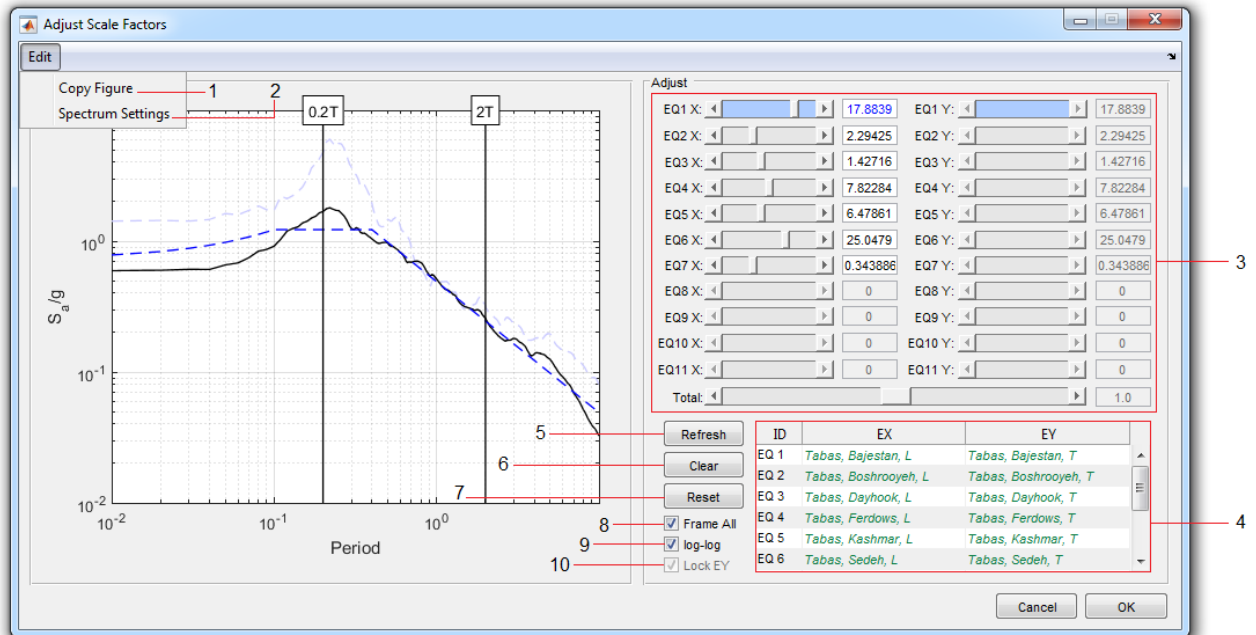 Adjust Scale Factors
Edit
Copy Figure 1
Spectrum Settings 2
0.2T 2T
S_a/g
10^0
10^-1
10^-2
10^-2 10^-1 10^0
Period
Adjust
EQ1 X: 17.8839 EQ1 Y: 17.8839
EQ2 X: 2.29425 EQ2 Y: 2.29425
EQ3 X: 1.42716 EQ3 Y: 1.42716
EQ4 X: 7.82284 EQ4 Y: 7.82284
EQ5 X: 6.47861 EQ5 Y: 6.47861
EQ6 X: 25.0479 EQ6 Y: 25.0479
EQ7 X: 0.343886 EQ7 Y: 0.343886
EQ8 X: 0 EQ8 Y: 0
EQ9 X: 0 EQ9 Y: 0
EQ10 X: 0 EQ10 Y: 0
EQ11 X: 0 EQ11 Y: 0
Total: 1.0
3
5 Refresh
6 Clear
7 Reset
8 Frame All
9 log-log
10 Lock EY
ID EX EY
EQ 1 Tabas, Bajestan, L Tabas, Bajestan, T
EQ 2 Tabas, Boshrooyeh, L Tabas, Boshrooyeh, T
EQ 3 Tabas, Dayhook, L Tabas, Dayhook, T
EQ 4 Tabas, Ferdows, L Tabas, Ferdows, T
EQ 5 Tabas, Kashmar, L Tabas, Kashmar, T
EQ 6 Tabas, Sedeh, L Tabas, Sedeh, T
4
Cancel OK